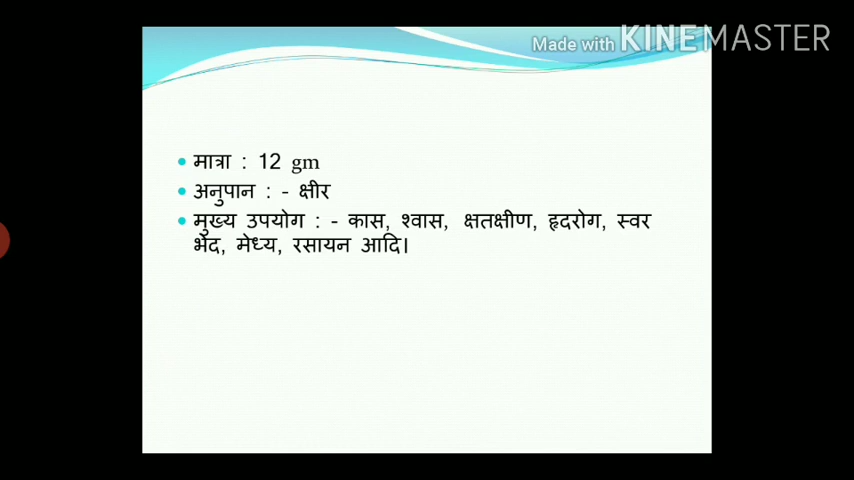 Made with KINEMASTER
मात्रा : 12 gm
अनुपान : - क्षीर
मुख्य उपयोग : - कास, श्वास, क्षतक्षीण, हृदरोग, स्वर
भेद, मेध्य, रसायन आदि।